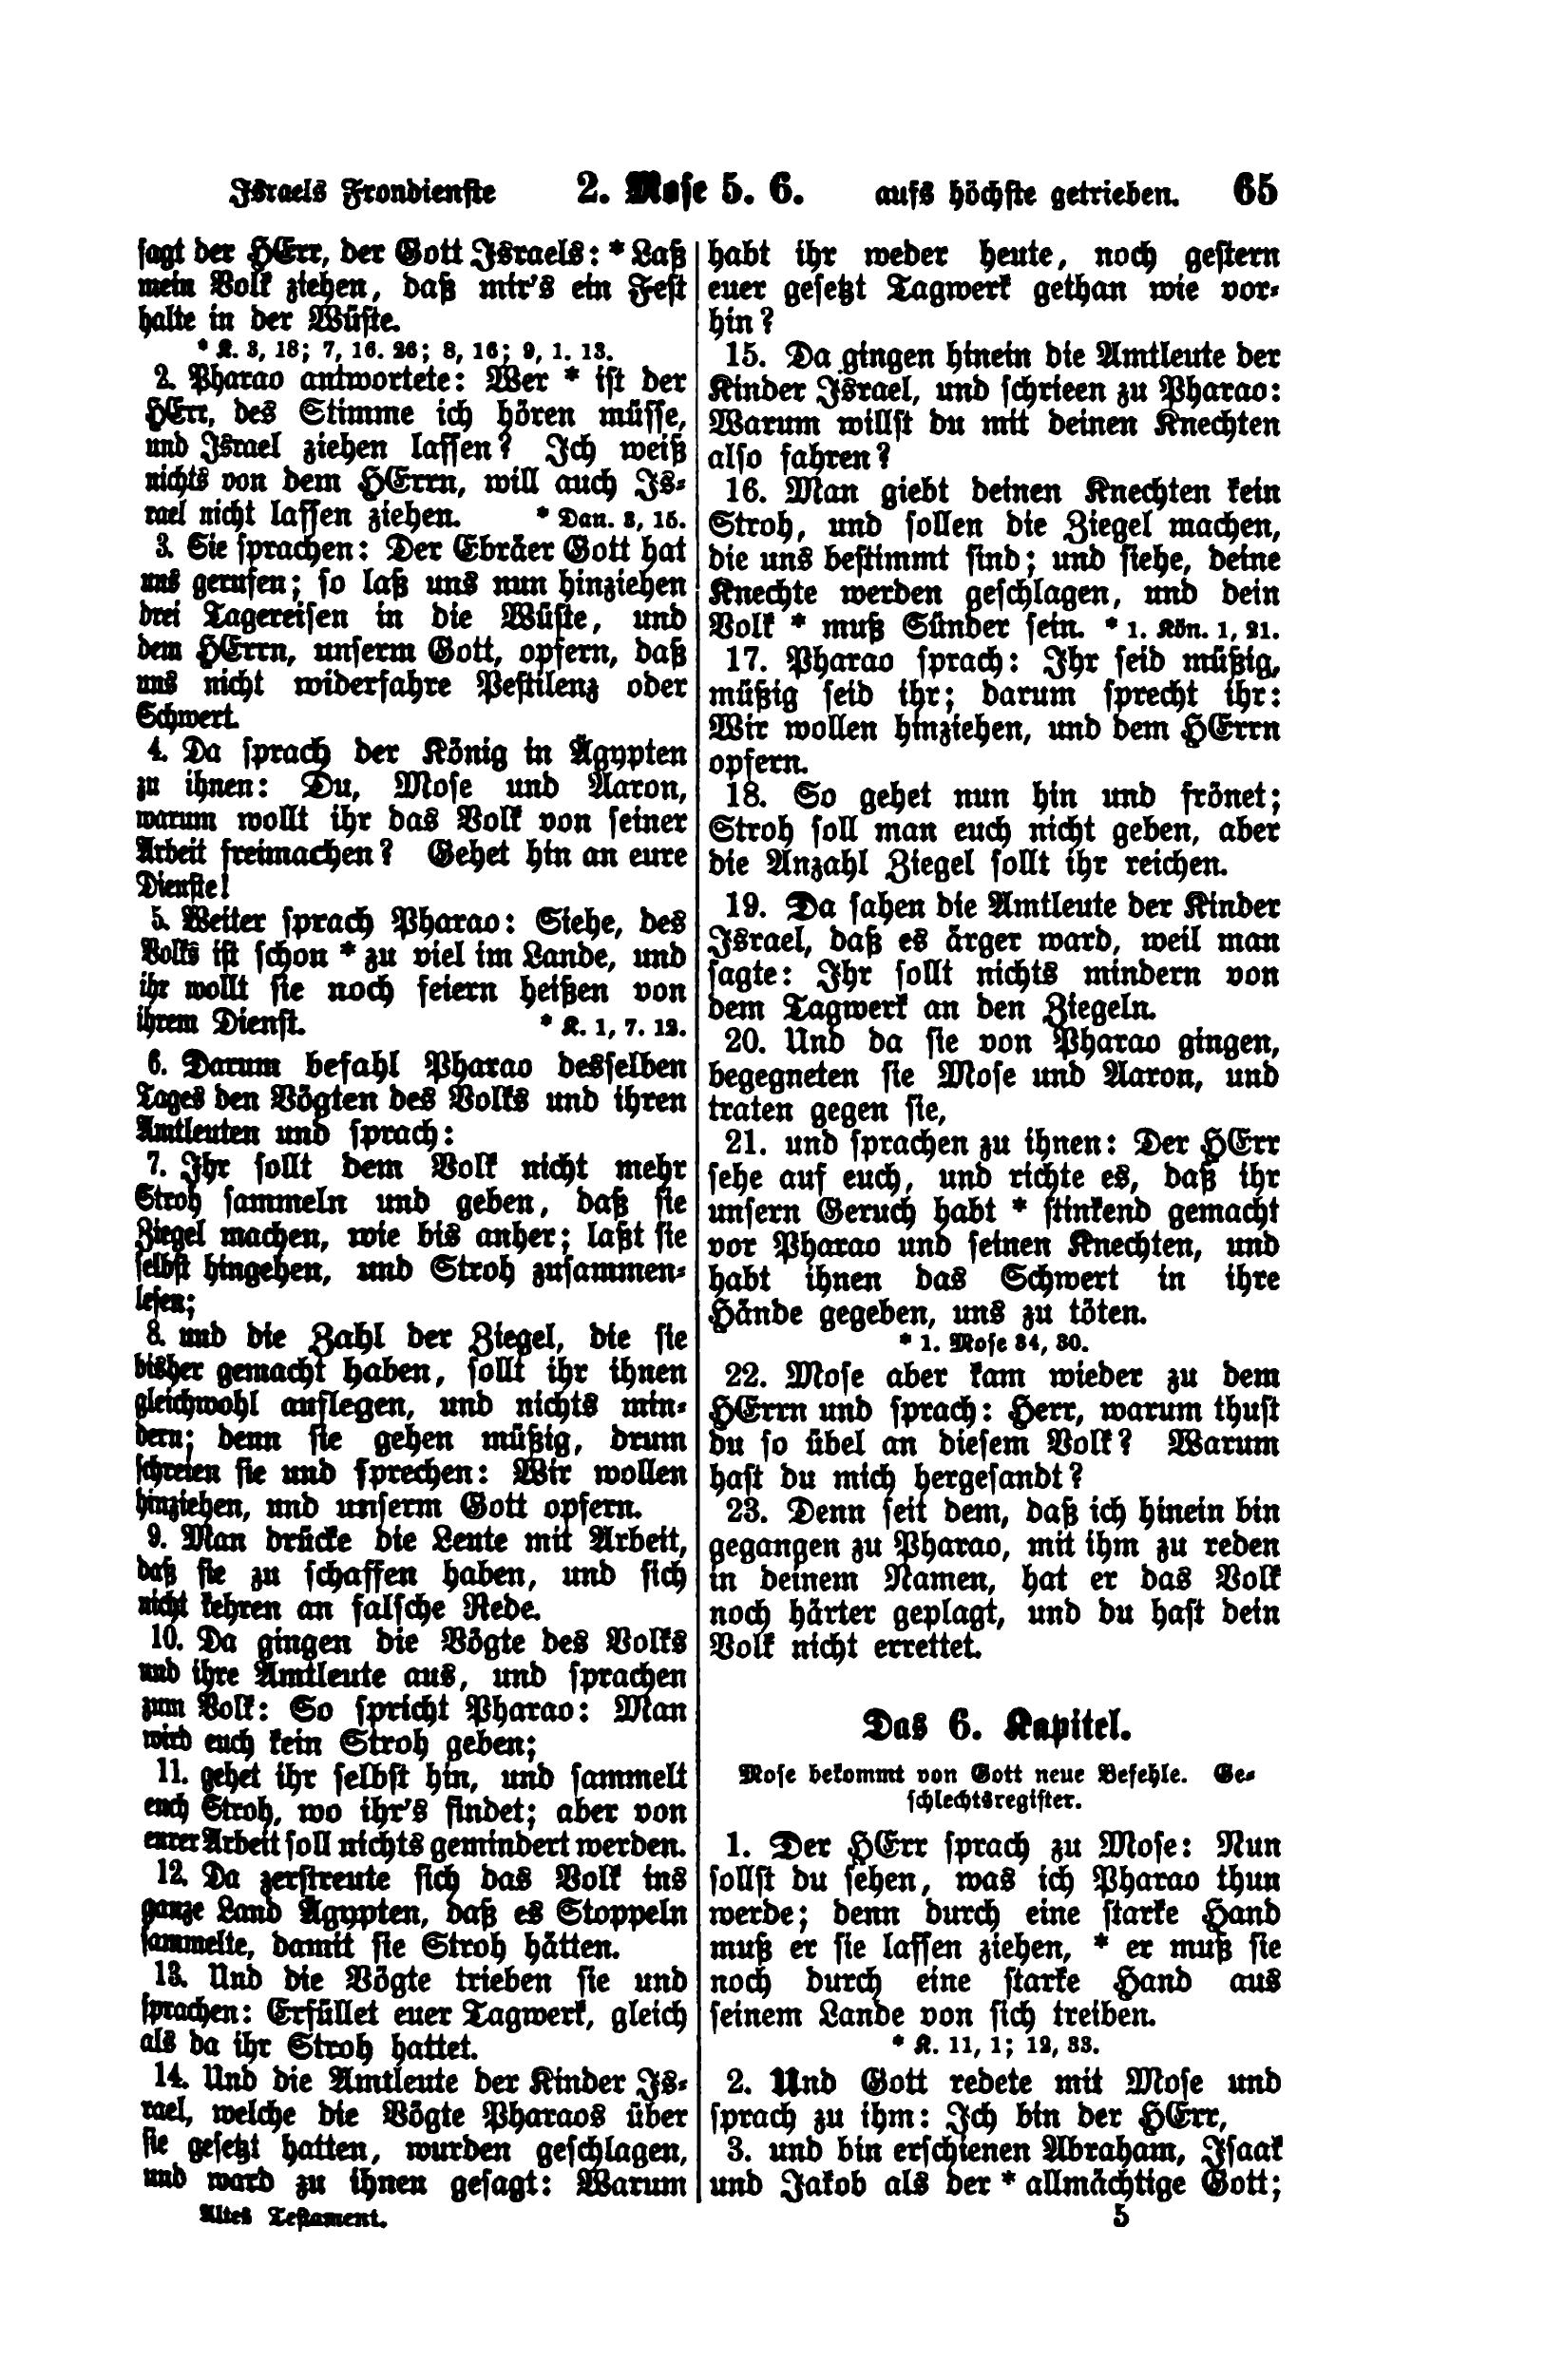 Israels Frondienste 2. Mose 5. 6. aufs höchste getrieben. 65
sagt der HErr, der Gott Israels: * Laß
mein Volk ziehen, daß mir's ein Fest
halte in der Wüste.
* K. 3, 18; 7, 16. 26; 8, 16; 9, 1. 13.
2. Pharao antwortete: Wer * ist der
HErr, des Stimme ich hören müsse,
und Israel ziehen lassen? Ich weiß
nichts von dem HErrn, will auch Is-
rael nicht lassen ziehen. * Dan. 3, 15.
3. Sie sprachen: Der Ebräer Gott hat
uns gerufen; so laß uns nun hinziehen
drei Tagereisen in die Wüste, und
dem HErrn, unserm Gott, opfern, daß
uns nicht widerfahre Pestilenz oder
Schwert.
4. Da sprach der König in Ägypten
zu ihnen: Du, Mose und Aaron,
warum wollt ihr das Volk von seiner
Arbeit freimachen? Gehet hin an eure
Dienste!
5. Weiter sprach Pharao: Siehe, des
Volks ist schon * zu viel im Lande, und
ihr wollt sie noch feiern heißen von
ihrem Dienst. * K. 1, 7. 12.
6. Darum befahl Pharao desselben
Tages den Vögten des Volks und ihren
Amtleuten und sprach:
7. Ihr sollt dem Volk nicht mehr
Stroh sammeln und geben, daß sie
Ziegel machen, wie bis anher; laßt sie
selbst hingehen, und Stroh zusammen-
lesen;
8. und die Zahl der Ziegel, die sie
bisher gemacht haben, sollt ihr ihnen
gleichwohl auflegen, und nichts min-
dern; denn sie gehen müßig, drum
schreien sie und sprechen: Wir wollen
hinziehen, und unserm Gott opfern.
9. Man drücke die Leute mit Arbeit,
daß sie zu schaffen haben, und sich
nicht kehren an falsche Rede.
10. Da gingen die Vögte des Volks
und ihre Amtleute aus, und sprachen
zum Volk: So spricht Pharao: Man
wird euch kein Stroh geben;
11. gehet ihr selbst hin, und sammelt
euch Stroh, wo ihr's findet; aber von
eurer Arbeit soll nichts gemindert werden.
12. Da zerstreute sich das Volk ins
ganze Land Ägypten, daß es Stoppeln
sammelte, damit sie Stroh hätten.
13. Und die Vögte trieben sie und
sprachen: Erfüllet euer Tagwerk, gleich
als da ihr Stroh hattet.
14. Und die Amtleute der Kinder Is-
rael, welche die Vögte Pharaos über
sie gesetzt hatten, wurden geschlagen,
und ward zu ihnen gesagt: Warum
Altes Testament.
habt ihr weder heute, noch gestern
euer gesetzt Tagwerk gethan wie vor-
hin?
15. Da gingen hinein die Amtleute der
Kinder Israel, und schrieen zu Pharao:
Warum willst du mit deinen Knechten
also fahren?
16. Man giebt deinen Knechten kein
Stroh, und sollen die Ziegel machen,
die uns bestimmt sind; und siehe, deine
Knechte werden geschlagen, und dein
Volk * muß Sünder sein. * 1. Kön. 1, 21.
17. Pharao sprach: Ihr seid müßig,
müßig seid ihr; darum sprecht ihr:
Wir wollen hinziehen, und dem HErrn
opfern.
18. So gehet nun hin und frönet;
Stroh soll man euch nicht geben, aber
die Anzahl Ziegel sollt ihr reichen.
19. Da sahen die Amtleute der Kinder
Israel, daß es ärger ward, weil man
sagte: Ihr sollt nichts mindern von
dem Tagwerk an den Ziegeln.
20. Und da sie von Pharao gingen,
begegneten sie Mose und Aaron, und
traten gegen sie,
21. und sprachen zu ihnen: Der HErr
sehe auf euch, und richte es, daß ihr
unsern Geruch habt * stinkend gemacht
vor Pharao und seinen Knechten, und
habt ihnen das Schwert in ihre
Hände gegeben, uns zu töten.
* 1. Mose 34, 30.
22. Mose aber kam wieder zu dem
HErrn und sprach: Herr, warum thust
du so übel an diesem Volk? Warum
hast du mich hergesandt?
23. Denn seit dem, daß ich hinein bin
gegangen zu Pharao, mit ihm zu reden
in deinem Namen, hat er das Volk
noch härter geplagt, und du hast dein
Volk nicht errettet.
Das 6. Kapitel.
Mose bekommt von Gott neue Befehle. Ge-
schlechtsregister.
1. Der HErr sprach zu Mose: Nun
sollst du sehen, was ich Pharao thun
werde; denn durch eine starke Hand
muß er sie lassen ziehen, * er muß sie
noch durch eine starke Hand aus
seinem Lande von sich treiben.
* K. 11, 1; 12, 33.
2. Und Gott redete mit Mose und
sprach zu ihm: Ich bin der HErr,
3. und bin erschienen Abraham, Isaak
und Jakob als der * allmächtige Gott;
5